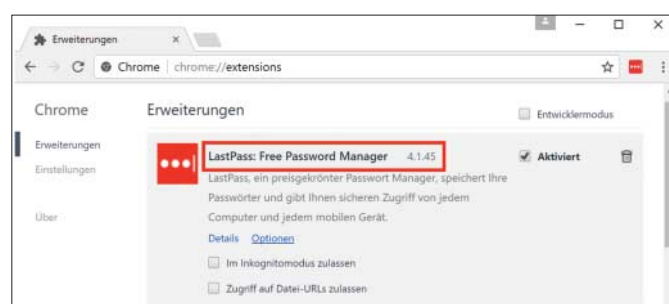 Erweiterungen
Chrome chrome://extensions
Chrome
Erweiterungen
Einstellungen
Über
Erweiterungen
Entwicklermodus
LastPass: Free Password Manager 4.1.45
Aktiviert
LastPass, ein preisgekrönter Passwort Manager, speichert Ihre
Passwörter und gibt Ihnen sicheren Zugriff von jedem
Computer und jedem mobilen Gerät.
Details Optionen
Im Inkognitomodus zulassen
Zugriff auf Datei-URLs zulassen